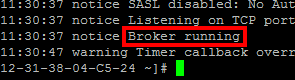 11:30:37 notice SASL disabled: No Aut
11:30:37 notice Listening on TCP port
11:30:37 notice Broker running
11:30:47 warning Timer callback overr
12-31-38-04-C5-24 ~]#